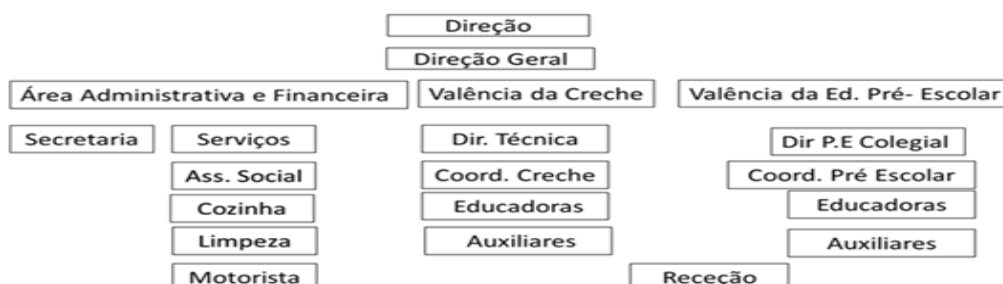 Direção
Direção Geral
Área Administrativa e Financeira Valência da Creche Valência da Ed. Pré- Escolar
Secretaria Serviços Dir. Técnica Dir P.E Colegial
Ass. Social Coord. Creche Coord. Pré Escolar
Cozinha Educadoras Educadoras
Limpeza Auxiliares Auxiliares
Motorista Receção